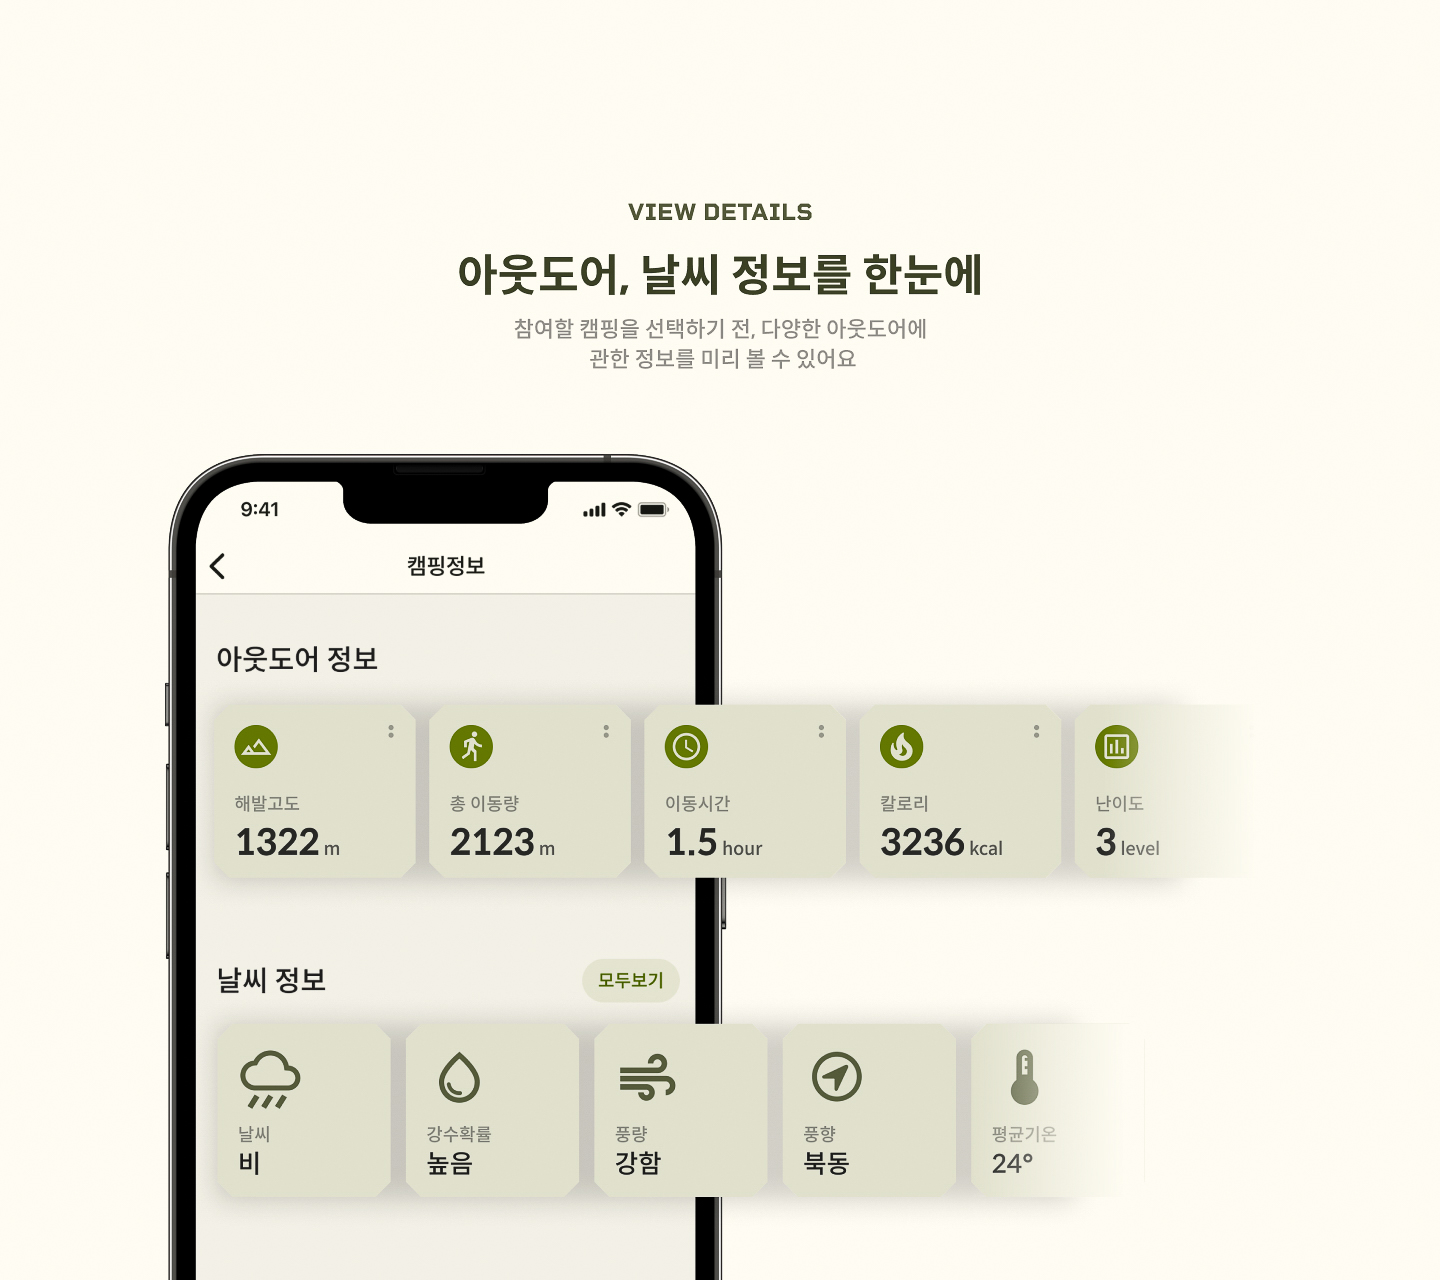 VIEW DETAILS
아웃도어, 날씨 정보를 한눈에
참여할 캠핑을 선택하기 전, 다양한 아웃도어에
관한 정보를 미리 볼 수 있어요
9:41
캠핑정보
아웃도어 정보
해발고도
1322 m
총 이동량
2123 m
이동시간
1.5 hour
칼로리
3236 kcal
난이도
3 level
날씨 정보
모두보기
날씨
비
강수확률
높음
풍량
강함
풍향
북동
평균기온
24°